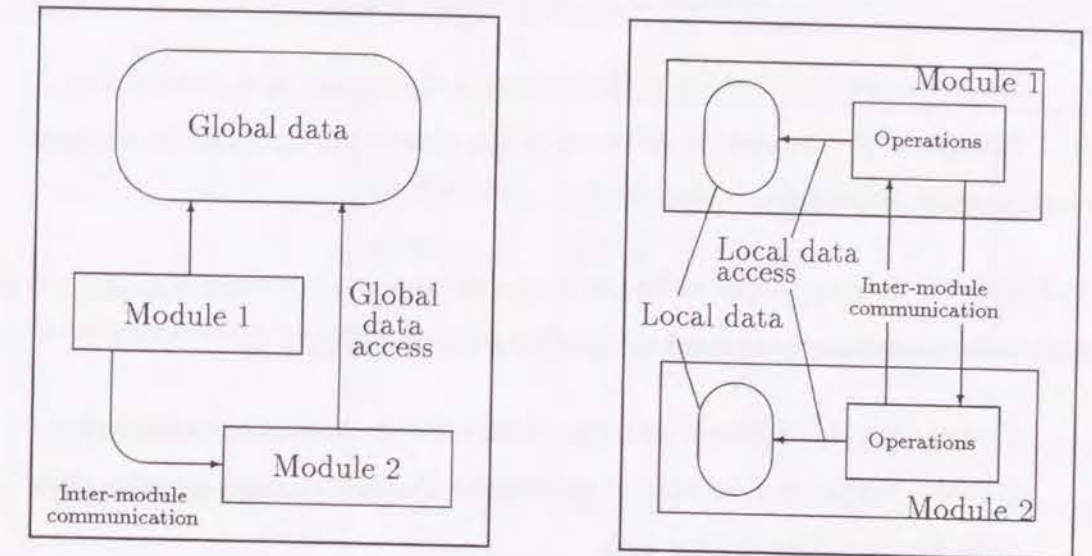 Global data
Module 1
Global
data
access
Module 2
Inter-module
communication
Module 1
Operations
Local data
access
Inter-module
communication
Local data
Operations
Module 2